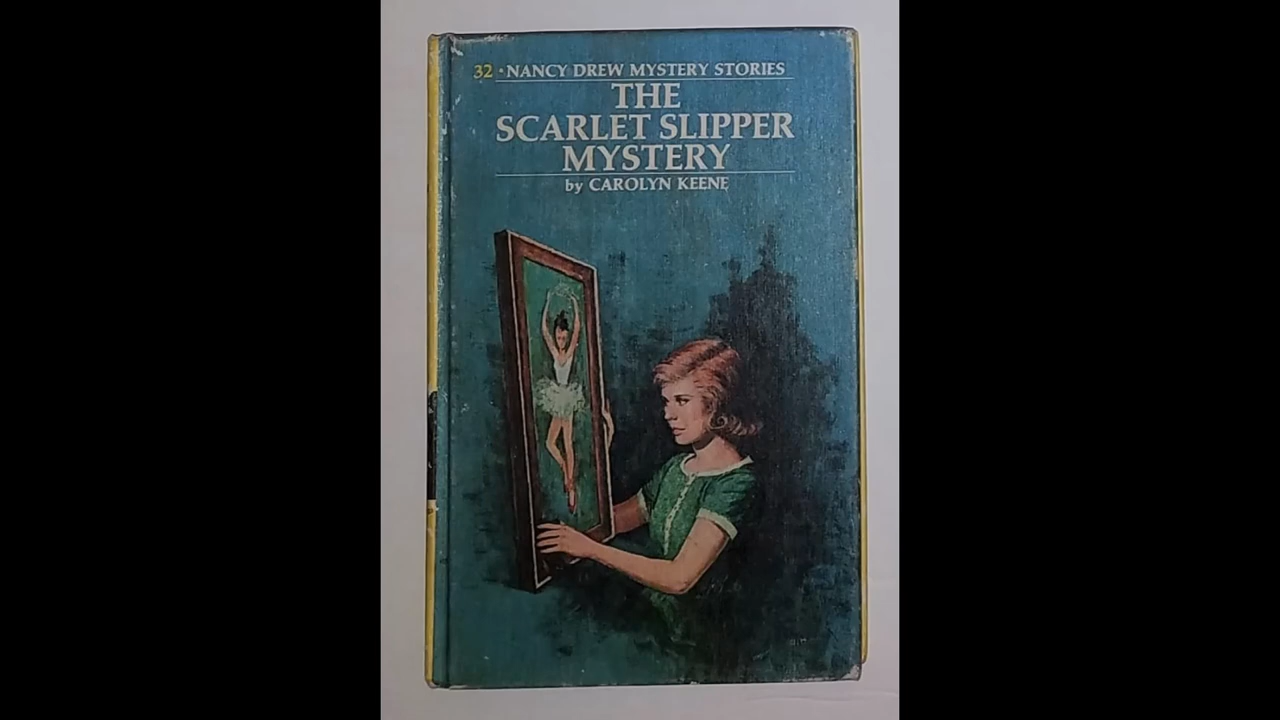 32 • NANCY DREW MYSTERY STORIES
THE
SCARLET SLIPPER
MYSTERY
by CAROLYN KEENE